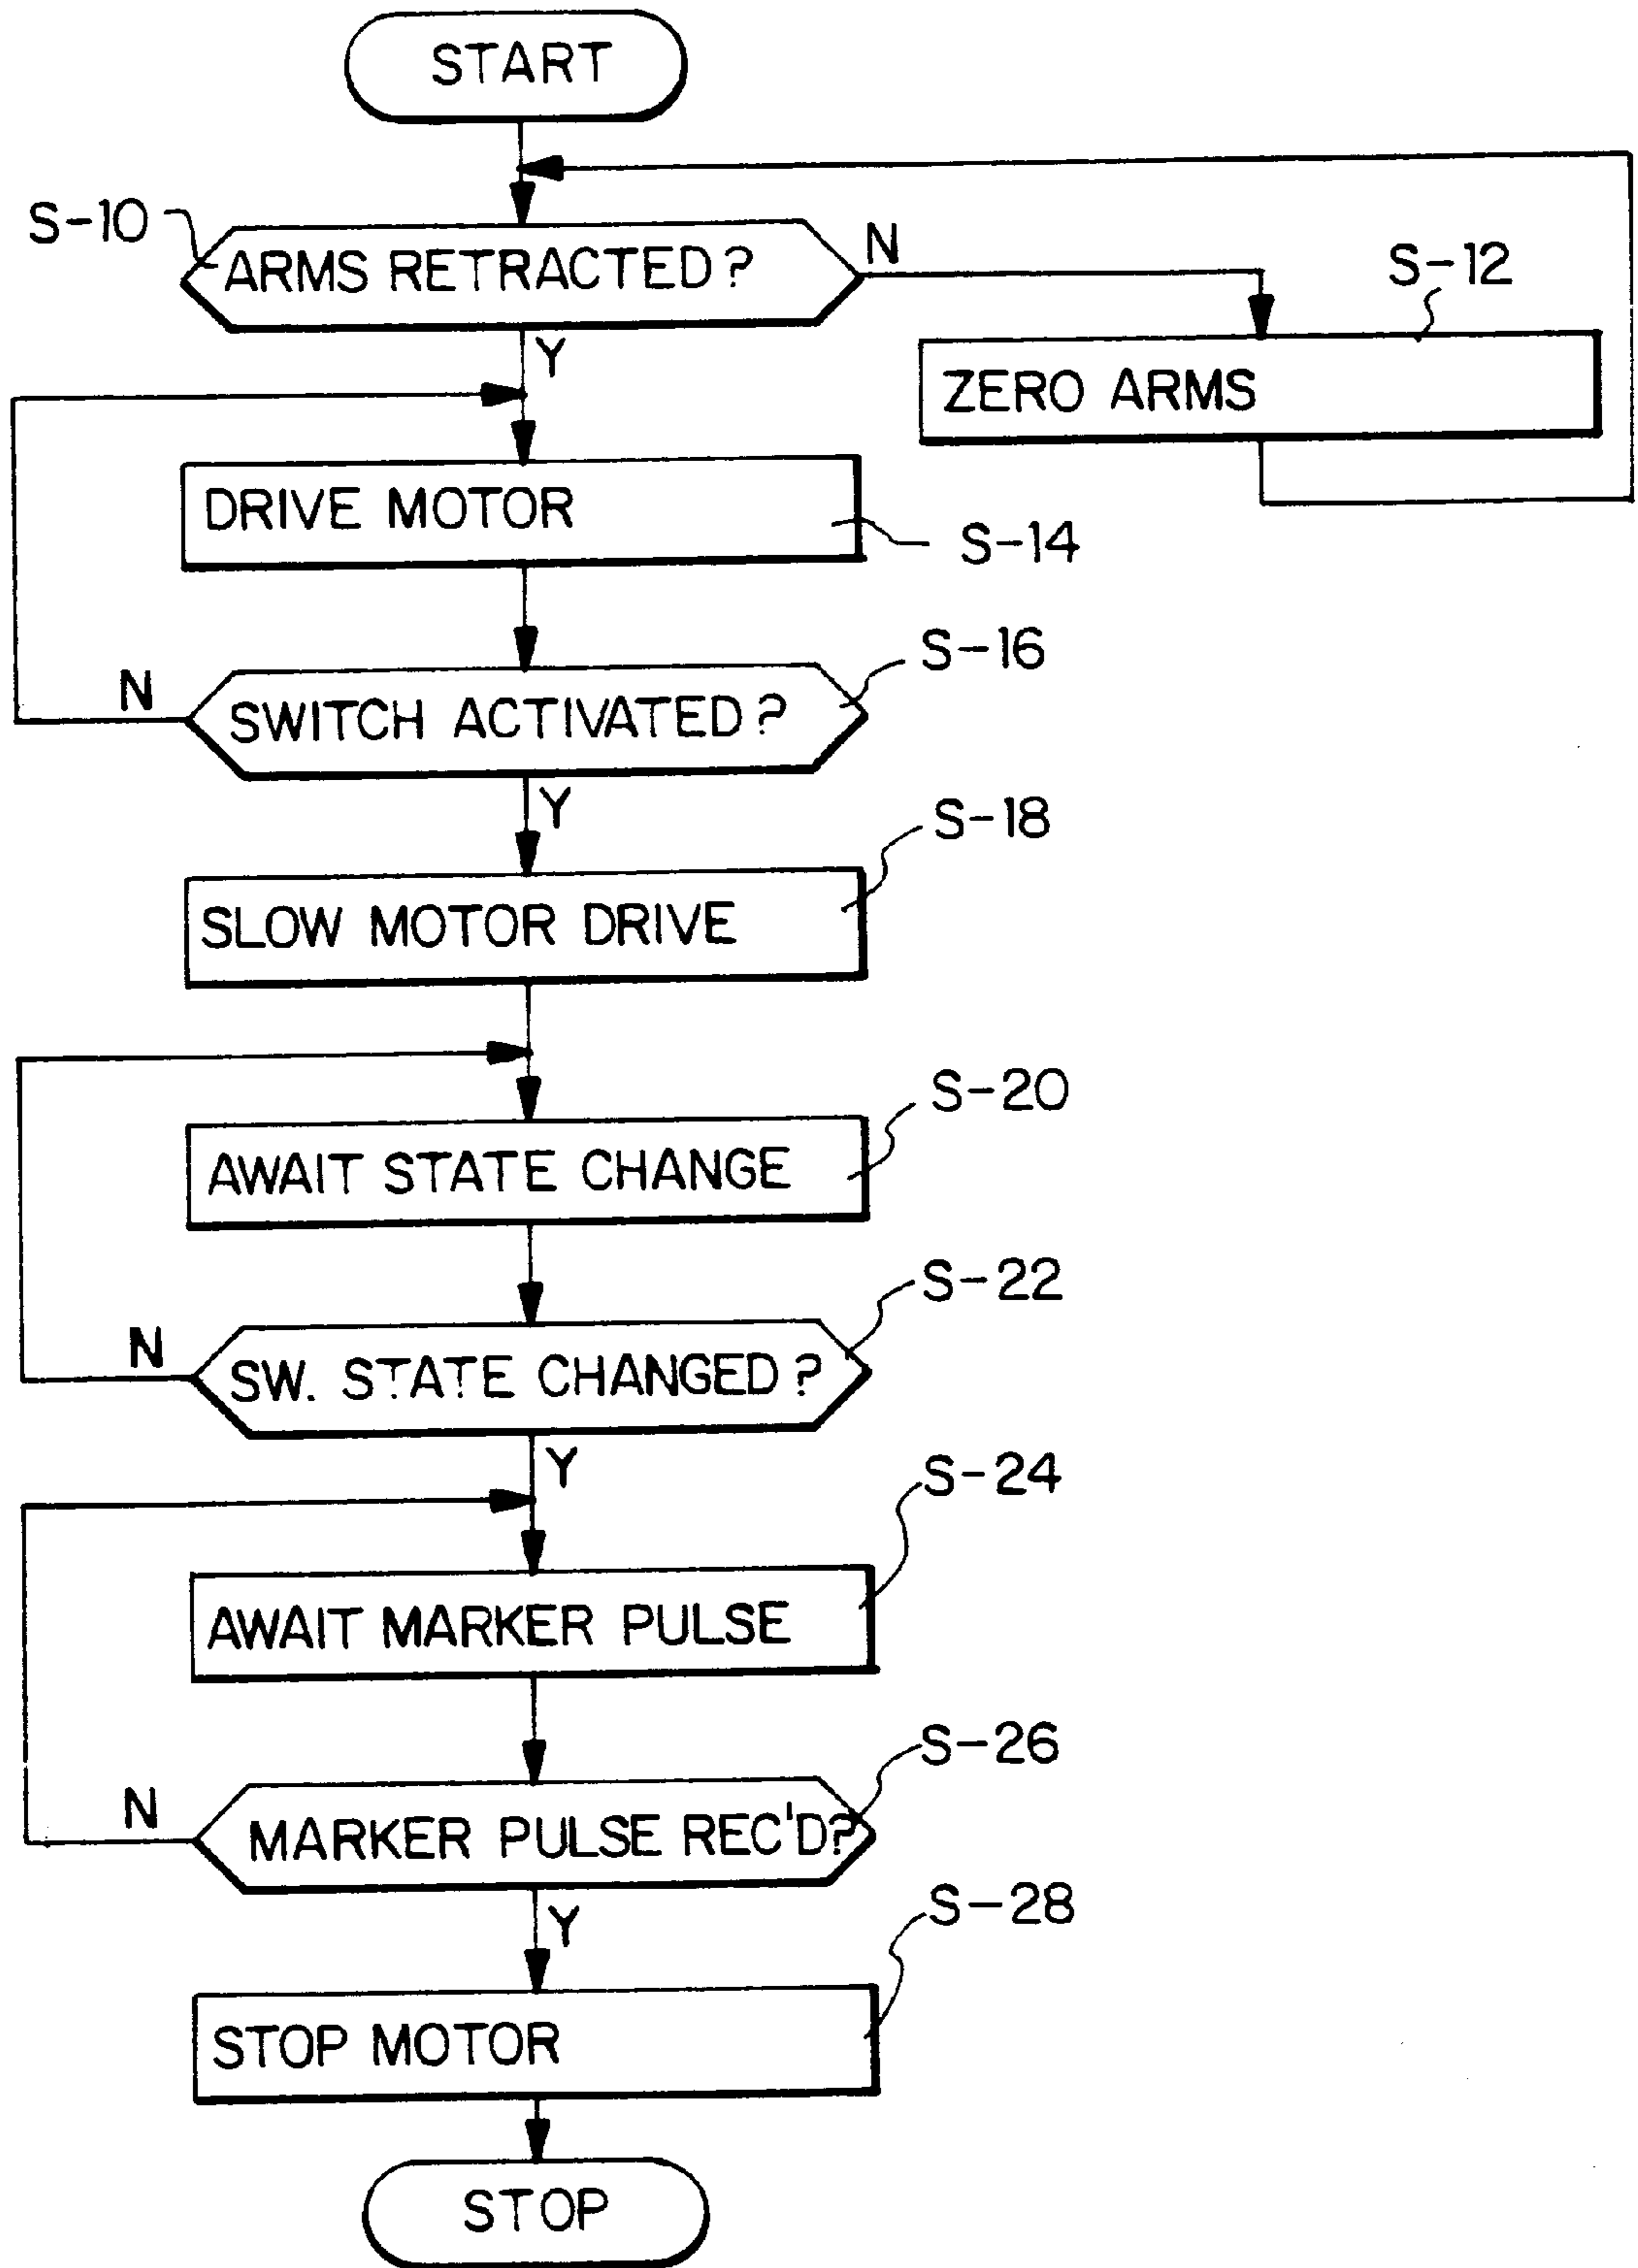 START
S-10
ARMS RETRACTED?
N
S-12
ZERO ARMS
Y
DRIVE MOTOR
S-14
S-16
N
SWITCH ACTIVATED?
Y
S-18
SLOW MOTOR DRIVE
S-20
AWAIT STATE CHANGE
S-22
N
SW. STATE CHANGED?
Y
S-24
AWAIT MARKER PULSE
S-26
N
MARKER PULSE REC'D?
Y
S-28
STOP MOTOR
STOP